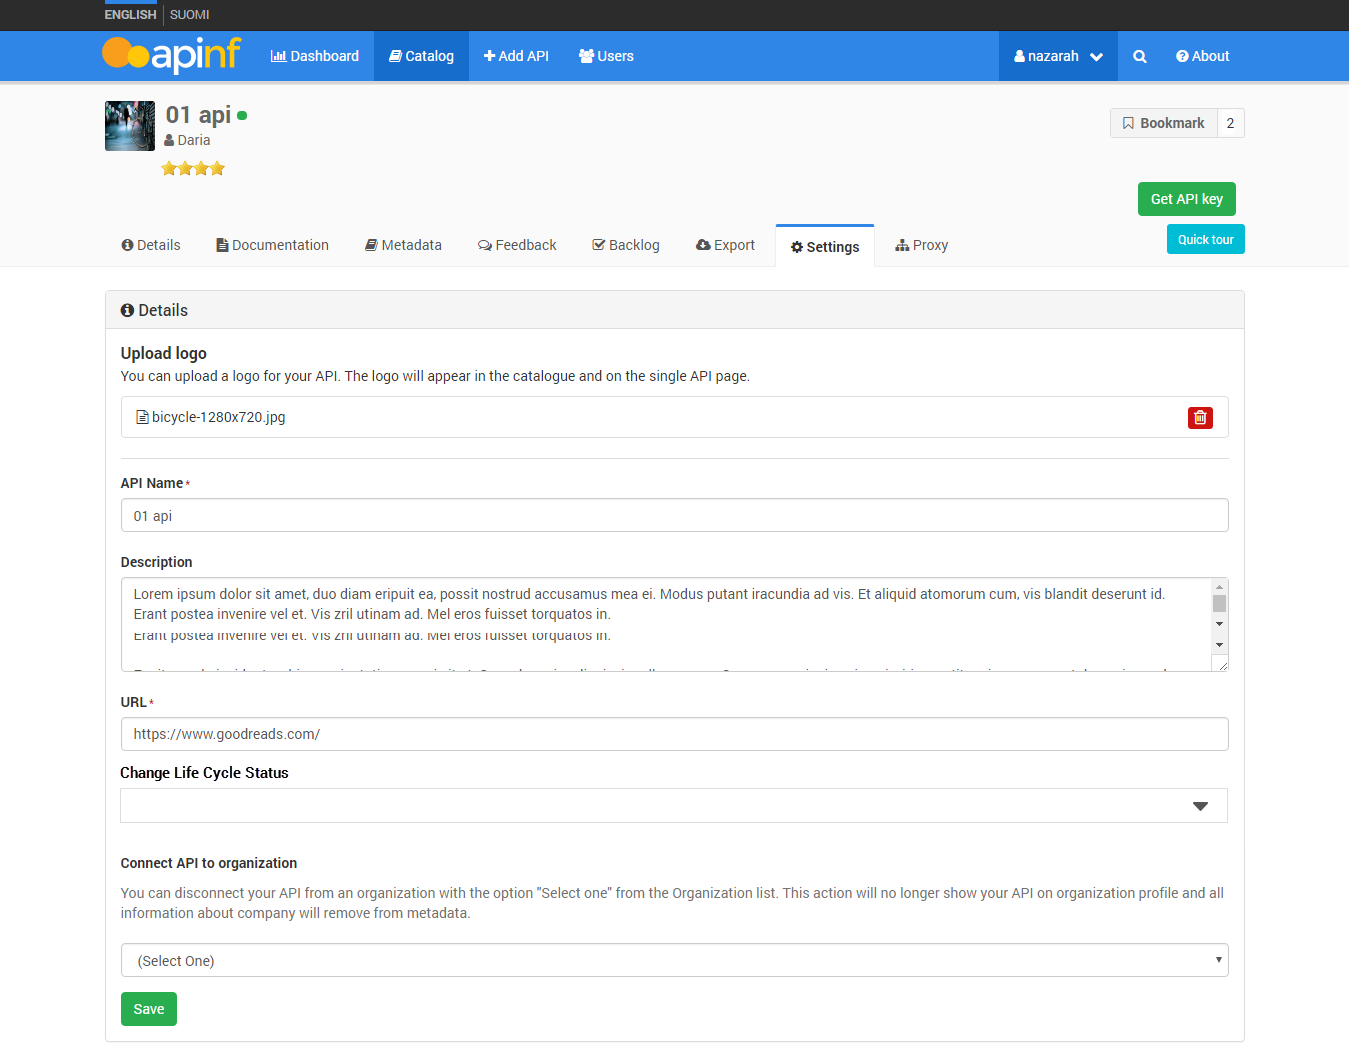 ENGLISH SUOMI
apinf Dashboard Catalog Add API Users nazarah About
01 api
Daria
Bookmark 2
Get API key
Details Documentation Metadata Feedback Backlog Export Settings Proxy
Quick tour
Details
Upload logo
You can upload a logo for your API. The logo will appear in the catalogue and on the single API page.
bicycle-1280x720.jpg
API Name*
01 api
Description
Lorem ipsum dolor sit amet, duo diam eripuit ea, possit nostrud accusamus mea ei. Modus putant iracundia ad vis. Et aliquid atomorum cum, vis blandit deserunt id.
Erant postea invenire vel et. Vis zril utinam ad. Mel eros fuisset torquatos in.
Erant postea invenire vel et. Vis zril utinam ad. Mel eros fuisset torquatos in.
URL*
https://www.goodreads.com/
Change Life Cycle Status
Connect API to organization
You can disconnect your API from an organization with the option "Select one" from the Organization list. This action will no longer show your API on organization profile and all
information about company will remove from metadata.
(Select One)
Save